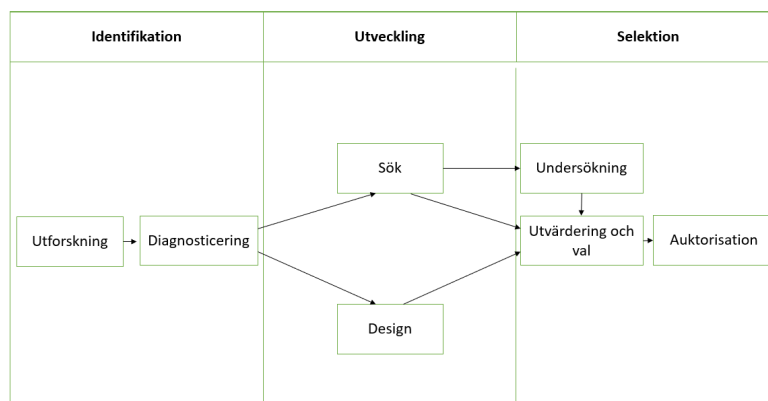 Identifikation
Utveckling
Selektion
Sök
Undersökning
Utforskning
Diagnosticering
Utvärdering och
val
Auktorisation
Design